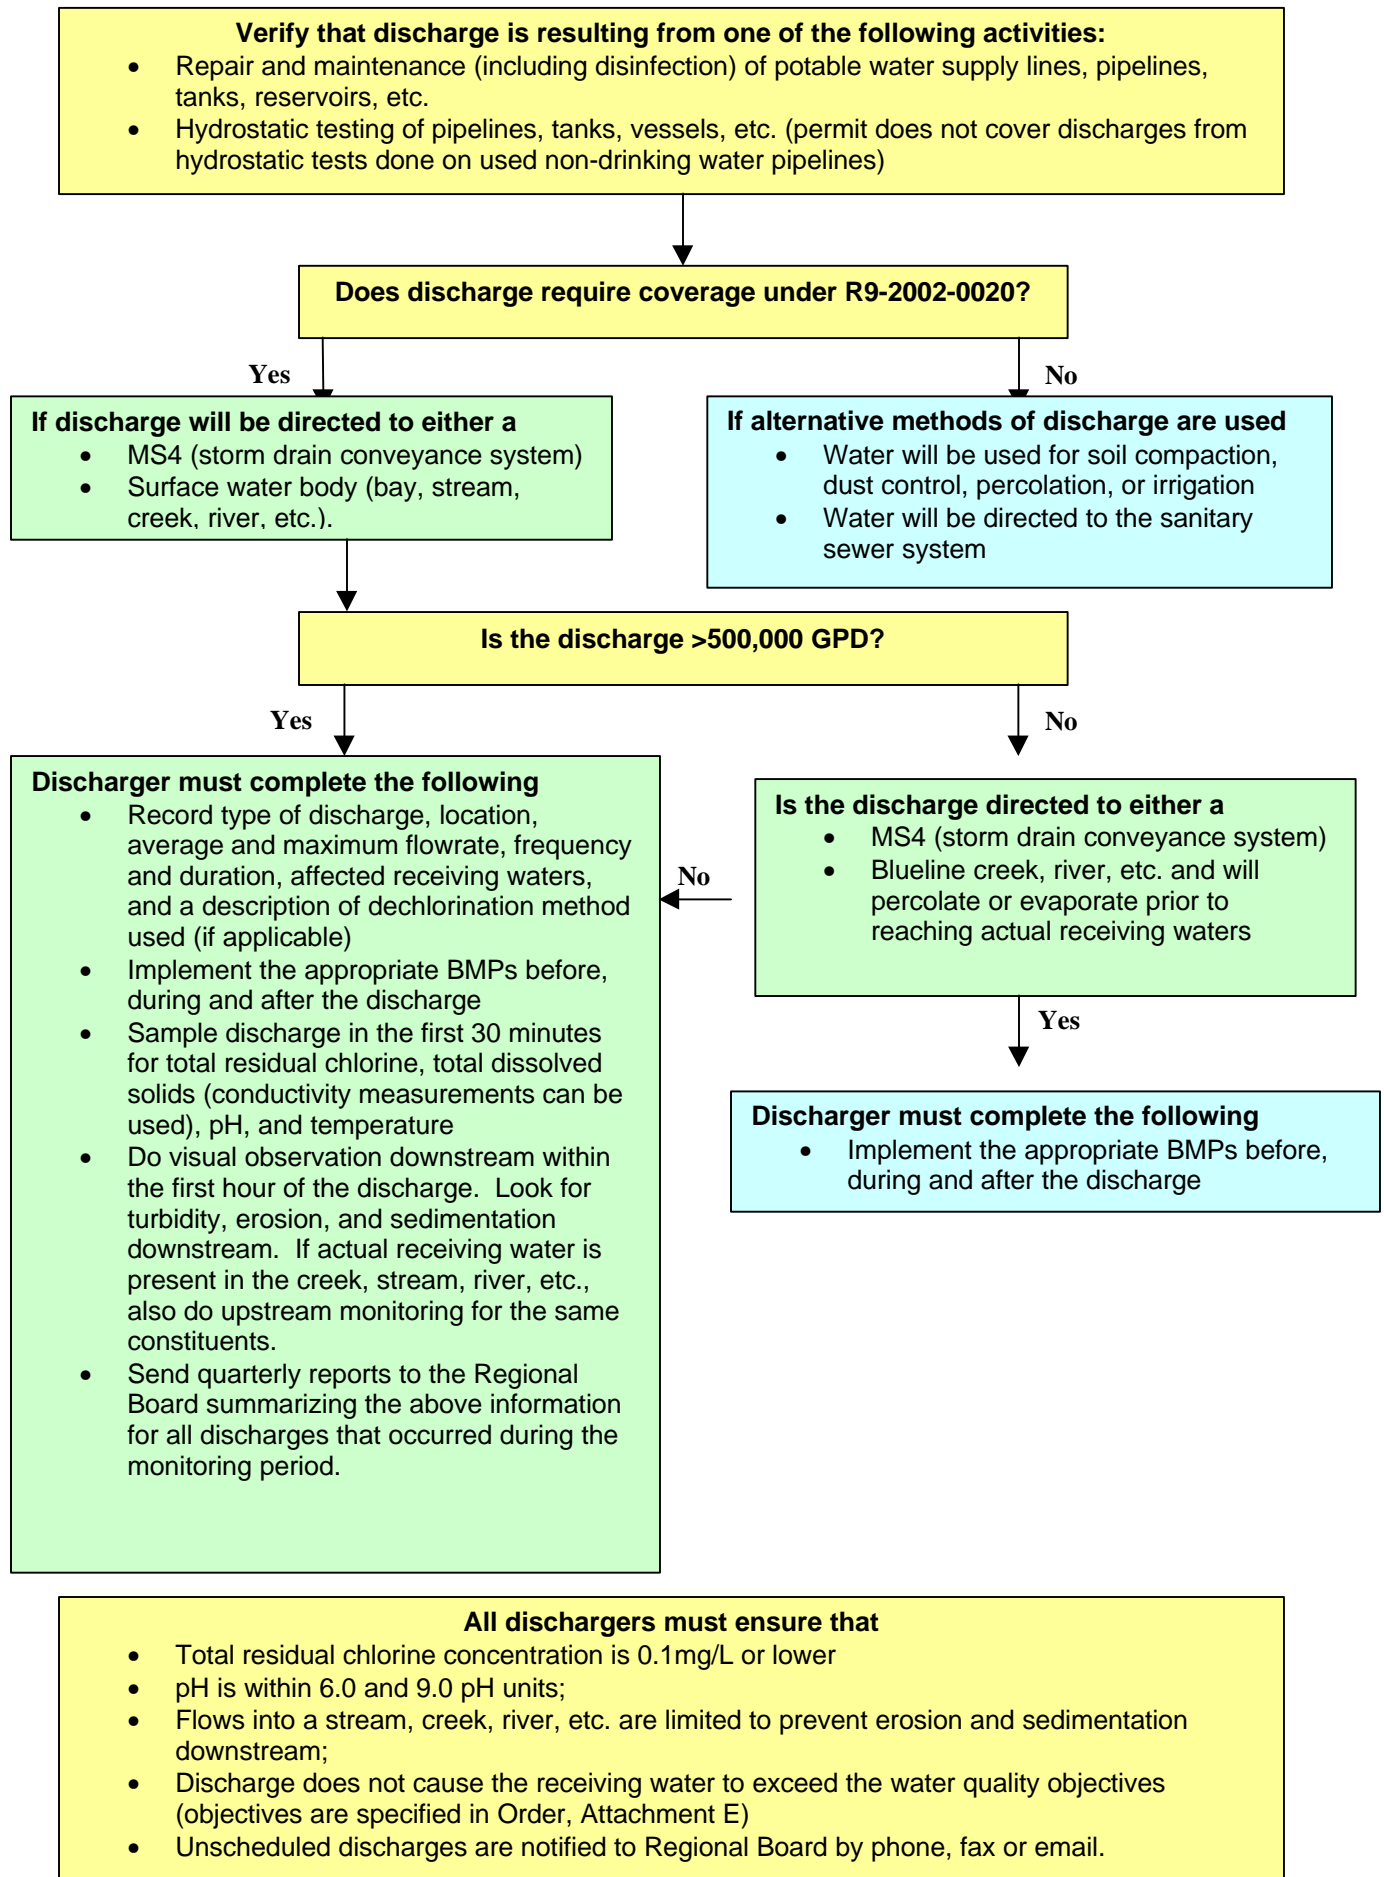 Verify that discharge is resulting from one of the following activities:
• Repair and maintenance (including disinfection) of potable water supply lines, pipelines,
tanks, reservoirs, etc.
• Hydrostatic testing of pipelines, tanks, vessels, etc. (permit does not cover discharges from
hydrostatic tests done on used non-drinking water pipelines)
Does discharge require coverage under R9-2002-0020?
Yes
No
If discharge will be directed to either a
• MS4 (storm drain conveyance system)
• Surface water body (bay, stream,
creek, river, etc.).
If alternative methods of discharge are used
• Water will be used for soil compaction,
dust control, percolation, or irrigation
• Water will be directed to the sanitary
sewer system
Is the discharge >500,000 GPD?
Yes
No
Discharger must complete the following
• Record type of discharge, location,
average and maximum flowrate, frequency
and duration, affected receiving waters,
and a description of dechlorination method
used (if applicable)
• Implement the appropriate BMPs before,
during and after the discharge
• Sample discharge in the first 30 minutes
for total residual chlorine, total dissolved
solids (conductivity measurements can be
used), pH, and temperature
• Do visual observation downstream within
the first hour of the discharge. Look for
turbidity, erosion, and sedimentation
downstream. If actual receiving water is
present in the creek, stream, river, etc.,
also do upstream monitoring for the same
constituents.
• Send quarterly reports to the Regional
Board summarizing the above information
for all discharges that occurred during the
monitoring period.
No
Is the discharge directed to either a
• MS4 (storm drain conveyance system)
• Blueline creek, river, etc. and will
percolate or evaporate prior to
reaching actual receiving waters
Yes
Discharger must complete the following
• Implement the appropriate BMPs before,
during and after the discharge
All dischargers must ensure that
• Total residual chlorine concentration is 0.1mg/L or lower
• pH is within 6.0 and 9.0 pH units;
• Flows into a stream, creek, river, etc. are limited to prevent erosion and sedimentation
downstream;
• Discharge does not cause the receiving water to exceed the water quality objectives
(objectives are specified in Order, Attachment E)
• Unscheduled discharges are notified to Regional Board by phone, fax or email.